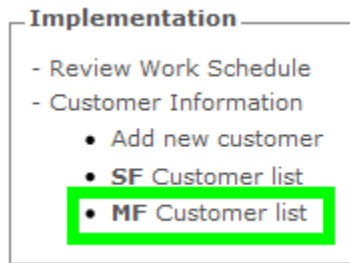 Implementation
- Review Work Schedule
- Customer Information
• Add new customer
• SF Customer list
• MF Customer list